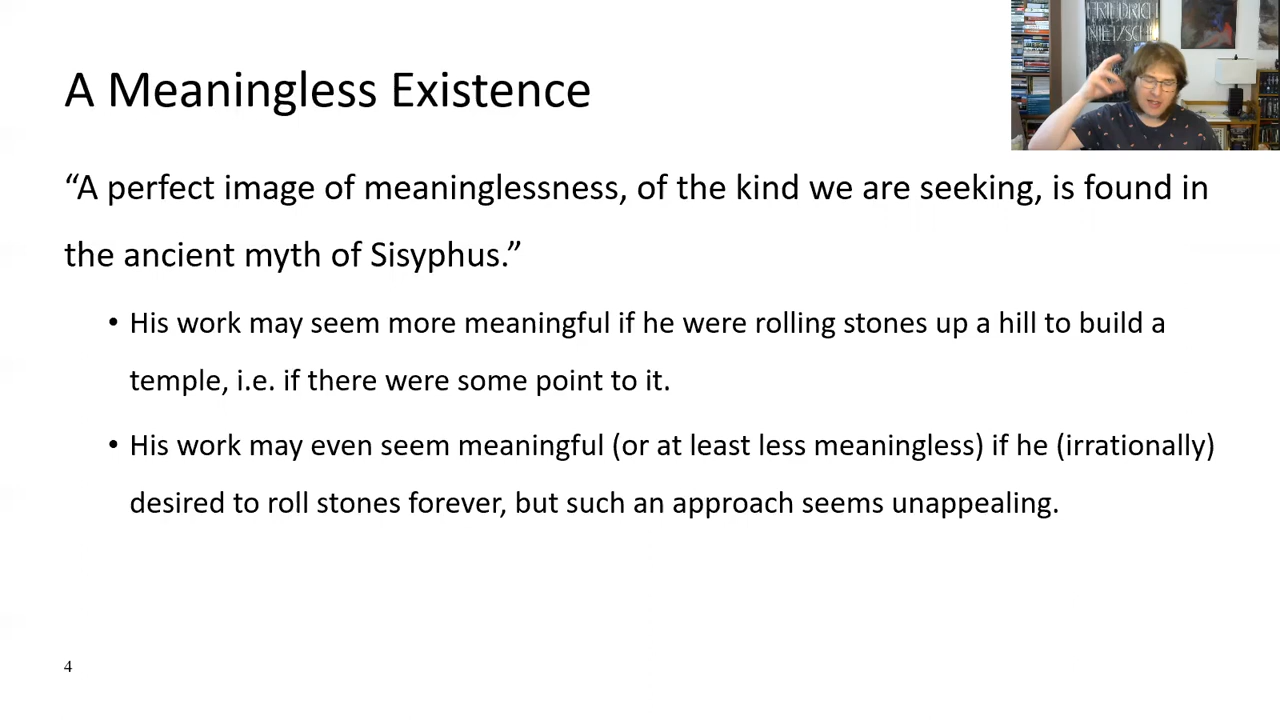 FRIEDRICH
NIETZSCHE
A Meaningless Existence
“A perfect image of meaninglessness, of the kind we are seeking, is found in
the ancient myth of Sisyphus.”
• His work may seem more meaningful if he were rolling stones up a hill to build a
temple, i.e. if there were some point to it.
• His work may even seem meaningful (or at least less meaningless) if he (irrationally)
desired to roll stones forever, but such an approach seems unappealing.
4